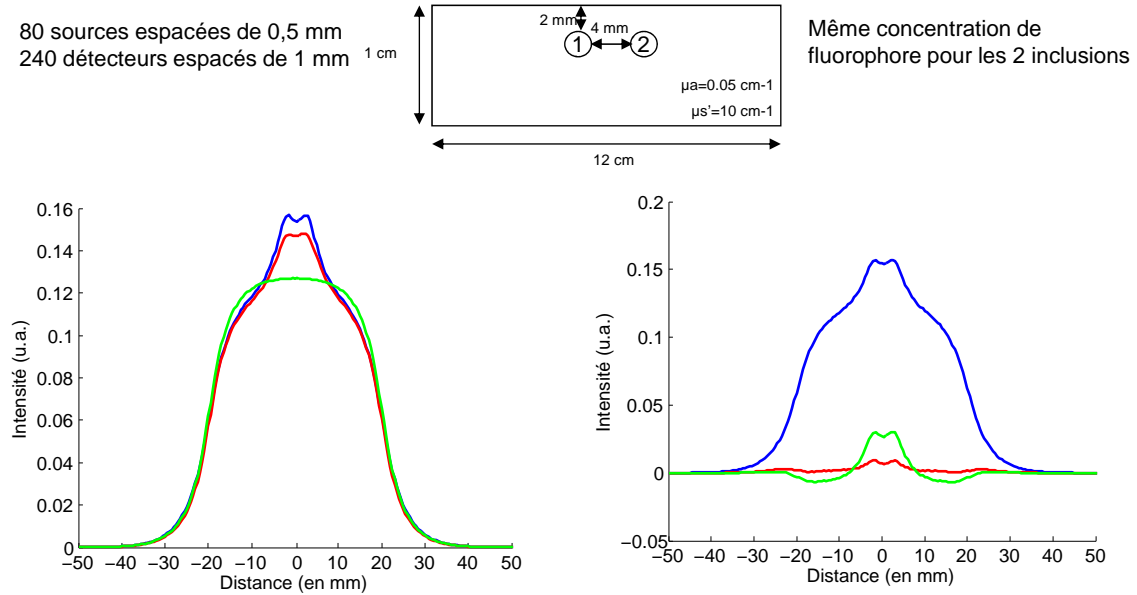 80 sources espacées de 0,5 mm
240 détecteurs espacés de 1 mm
1 cm
2 mm
4 mm
1
2
µa=0.05 cm-1
µs’=10 cm-1
12 cm
Même concentration de
fluorophore pour les 2 inclusions
0.16
0.14
0.12
0.1
0.08
0.06
0.04
0.02
0
Intensité (u.a.)
−50 −40 −30 −20 −10 0 10 20 30 40 50
Distance (en mm)
0.2
0.15
0.1
0.05
0
−0.05
Intensité (u.a.)
−50 −40 −30 −20 −10 0 10 20 30 40 50
Distance (en mm)